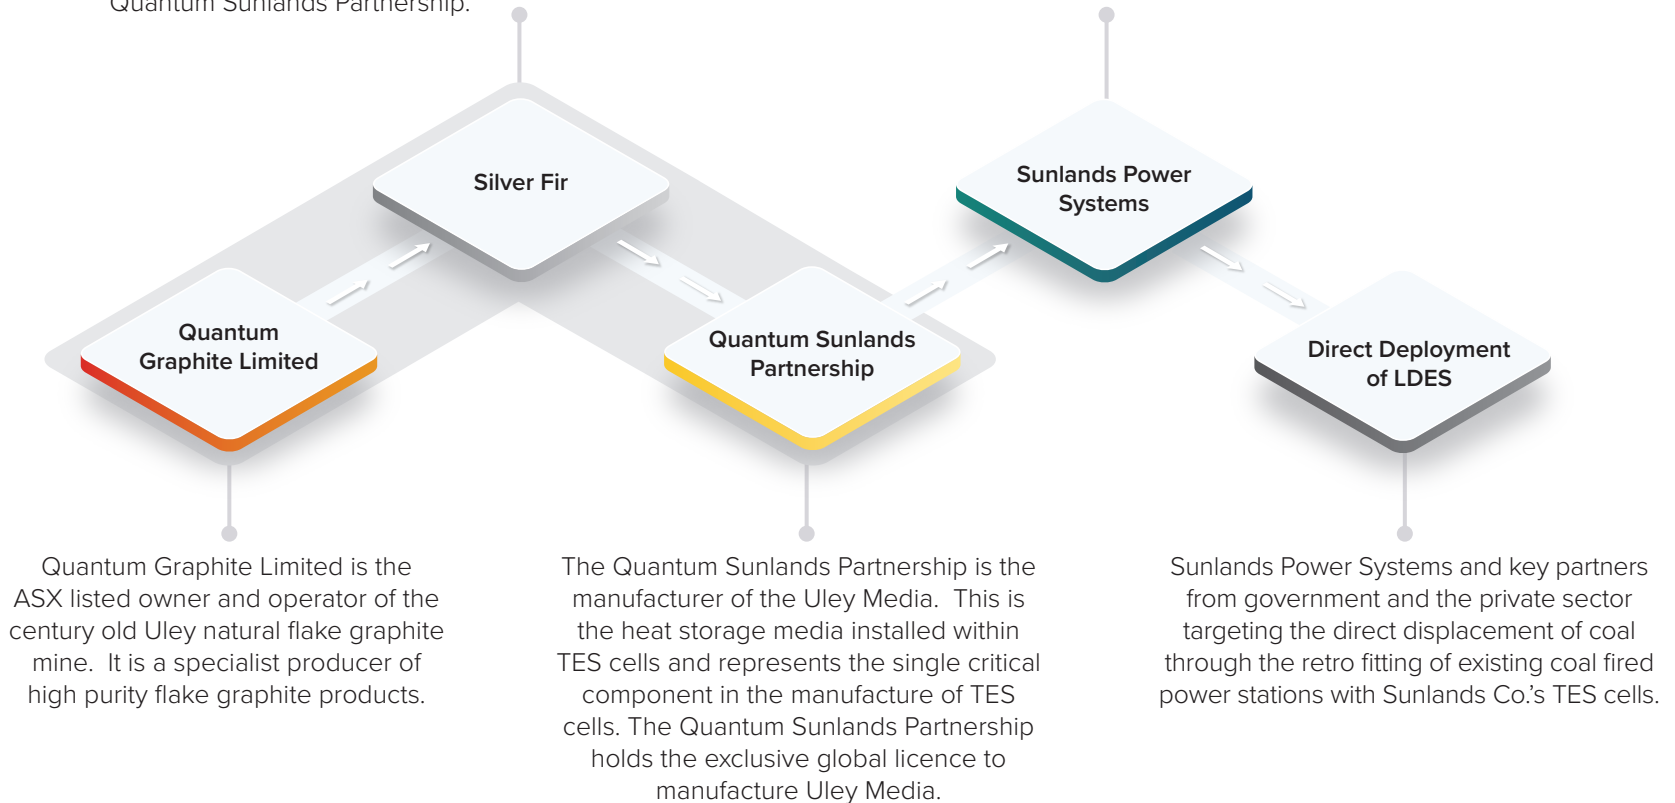 Quantum Sunlands Partnership.
Silver Fir
Sunlands Power
Systems
Quantum
Graphite Limited
Quantum Sunlands
Partnership
Direct Deployment
of LDES
Quantum Graphite Limited is the
ASX listed owner and operator of the
century old Uley natural flake graphite
mine.  It is a specialist producer of
high purity flake graphite products.
The Quantum Sunlands Partnership is the
manufacturer of the Uley Media.  This is
the heat storage media installed within
TES cells and represents the single critical
component in the manufacture of TES
cells. The Quantum Sunlands Partnership
holds the exclusive global licence to
manufacture Uley Media.
Sunlands Power Systems and key partners
from government and the private sector
targeting the direct displacement of coal
through the retro fitting of existing coal fired
power stations with Sunlands Co.'s TES cells.